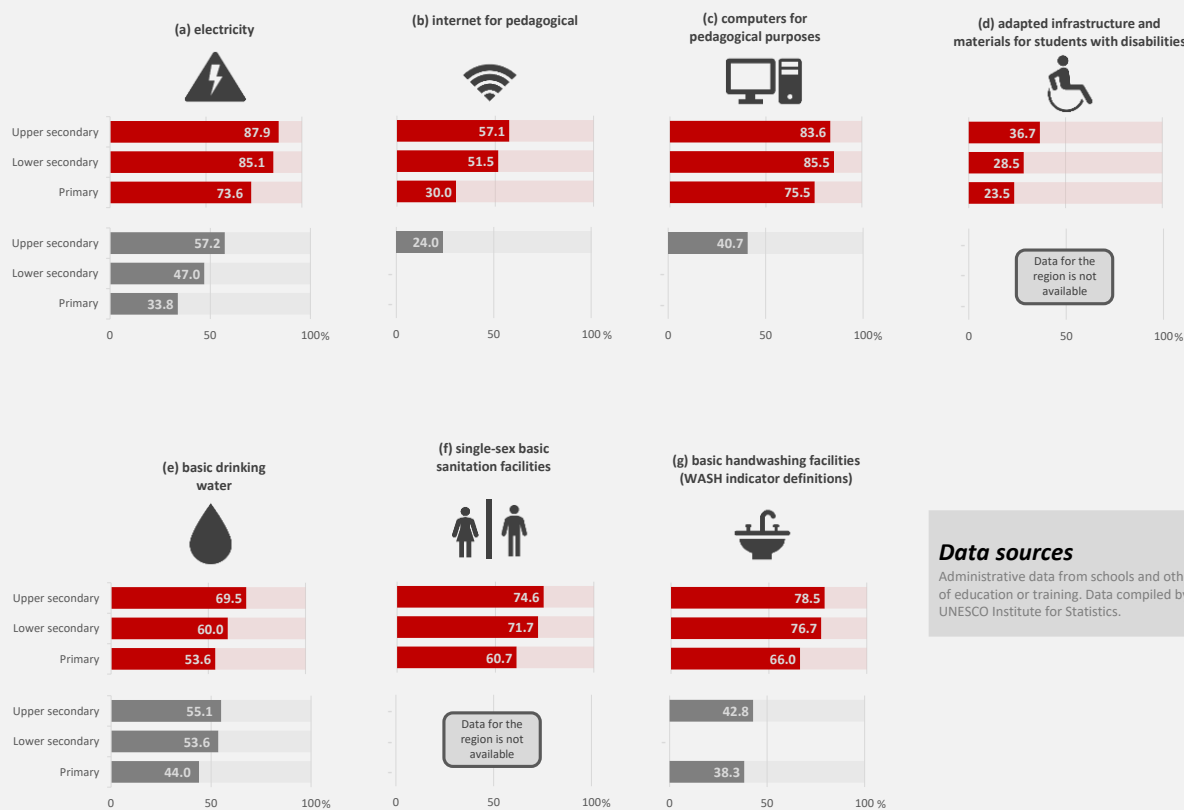 (a) electricity
(b) internet for pedagogical
(c) computers for
pedagogical purposes
(d) adapted infrastructure and
materials for students with disabilities
Upper secondary 87.9 57.1 83.6 36.7
Lower secondary 85.1 51.5 85.5 28.5
Primary 73.6 30.0 75.5 23.5
Upper secondary 57.2 24.0 40.7
Lower secondary 47.0
Primary 33.8
Data for the
region is not
available
0 50 100% 0 50 100% 0 50 100% 0 50 100%
(e) basic drinking
water
(f) single-sex basic
sanitation facilities
(g) basic handwashing facilities
(WASH indicator definitions)
Upper secondary 69.5 74.6 78.5
Lower secondary 60.0 71.7 76.7
Primary 53.6 60.7 66.0
Upper secondary 55.1 42.8
Lower secondary 53.6
Primary 44.0 38.3
Data for the
region is not
available
0 50 100% 0 50 100% 0 50 100 %
Data sources
Administrative data from schools and oth
of education or training. Data compiled by
UNESCO Institute for Statistics.